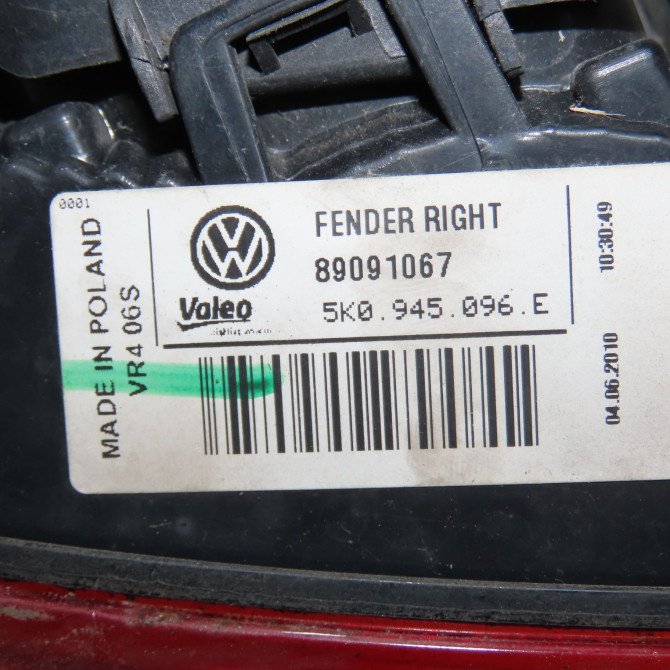 0001
MADE IN POLAND
VR4 06S
Valeo
FENDER RIGHT
89091067
5K0.945.096.E
10:30:49
04.06.2010